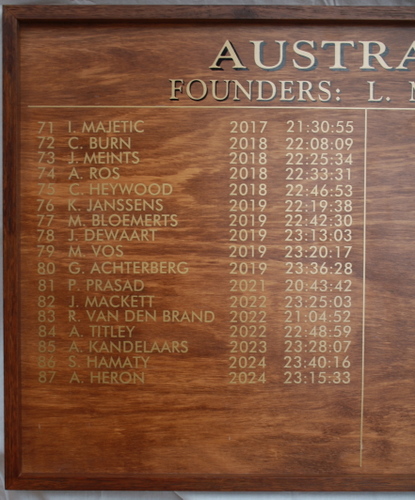 AUSTRA
FOUNDERS: L.
71 I. MAJETIC 2017 21:30:55
72 C. BURN 2018 22:08:09
73 J. MEINTS 2018 22:25:34
74 A. ROS 2018 22:33:31
75 C. HEYWOOD 2018 22:46:53
76 K. JANSSENS 2019 22:19:38
77 M. BLOEMERTS 2019 22:42:30
78 J. DEWAART 2019 23:13:03
79 M. VOS 2019 23:20:17
80 G. ACHTERBERG 2019 23:36:28
81 P. PRASAD 2021 20:43:42
82 J. MACKETT 2022 23:25:03
83 R. VAN DEN BRAND 2022 21:04:52
84 A. TITLEY 2022 22:48:59
85 A. KANDELAARS 2023 23:28:07
86 S. HAMATY 2024 23:40:16
87 A. HERON 2024 23:15:33